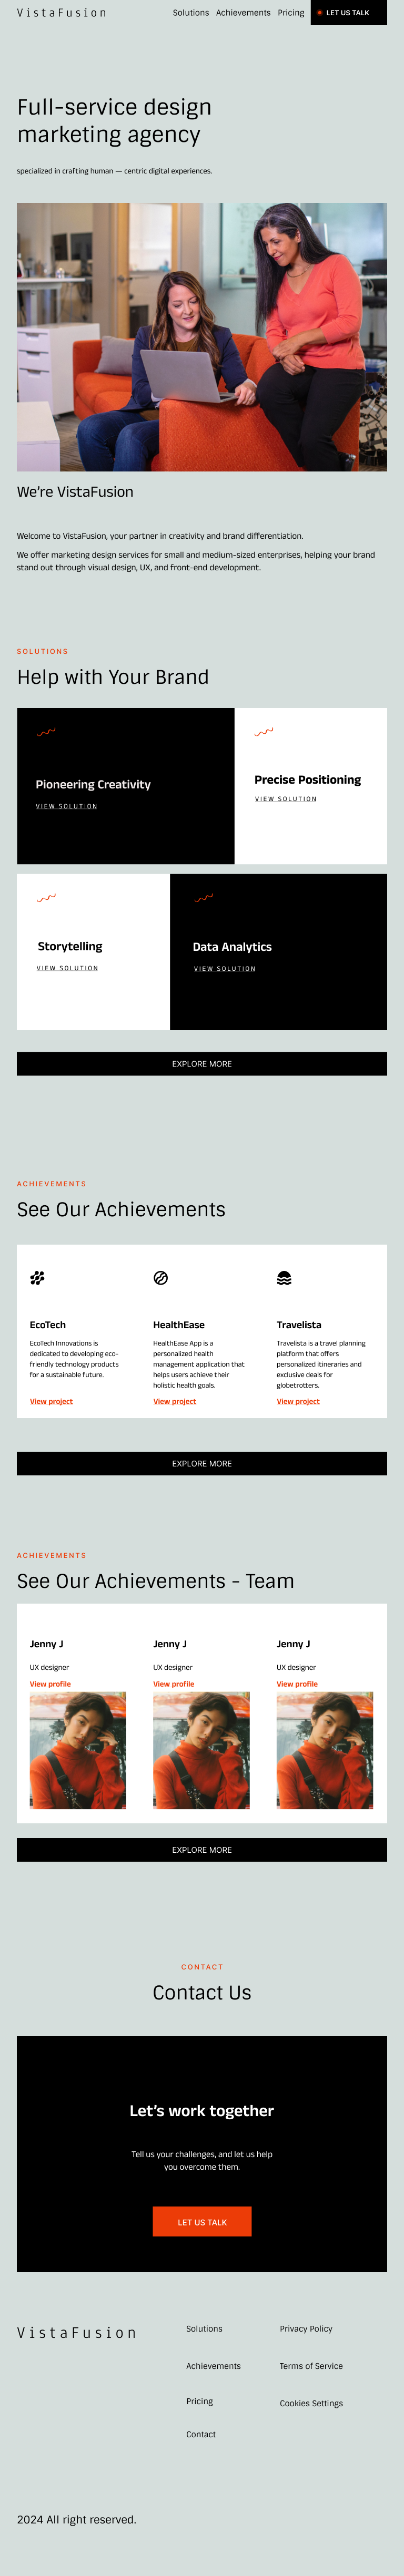 VistaFusion
Solutions Achievements Pricing LET US TALK
Full-service design
marketing agency
specialized in crafting human — centric digital experiences.
We're VistaFusion
Welcome to VistaFusion, your partner in creativity and brand differentiation.
We offer marketing design services for small and medium-sized enterprises, helping your brand
stand out through visual design, UX, and front-end development.
SOLUTIONS
Help with Your Brand
Pioneering Creativity
VIEW SOLUTION
Precise Positioning
VIEW SOLUTION
Storytelling
VIEW SOLUTION
Data Analytics
VIEW SOLUTION
EXPLORE MORE
ACHIEVEMENTS
See Our Achievements
EcoTech
EcoTech Innovations is
dedicated to developing eco-
friendly technology products
for a sustainable future.
View project
HealthEase
HealthEase App is a
personalized health
management application that
helps users achieve their
holistic health goals.
View project
Travelista
Travelista is a travel planning
platform that offers
personalized itineraries and
exclusive deals for
globetrotters.
View project
EXPLORE MORE
ACHIEVEMENTS
See Our Achievements - Team
Jenny J
UX designer
View profile
Jenny J
UX designer
View profile
Jenny J
UX designer
View profile
EXPLORE MORE
CONTACT
Contact Us
Let's work together
Tell us your challenges, and let us help
you overcome them.
LET US TALK
VistaFusion
Solutions
Achievements
Pricing
Contact
Privacy Policy
Terms of Service
Cookies Settings
2024 All right reserved.